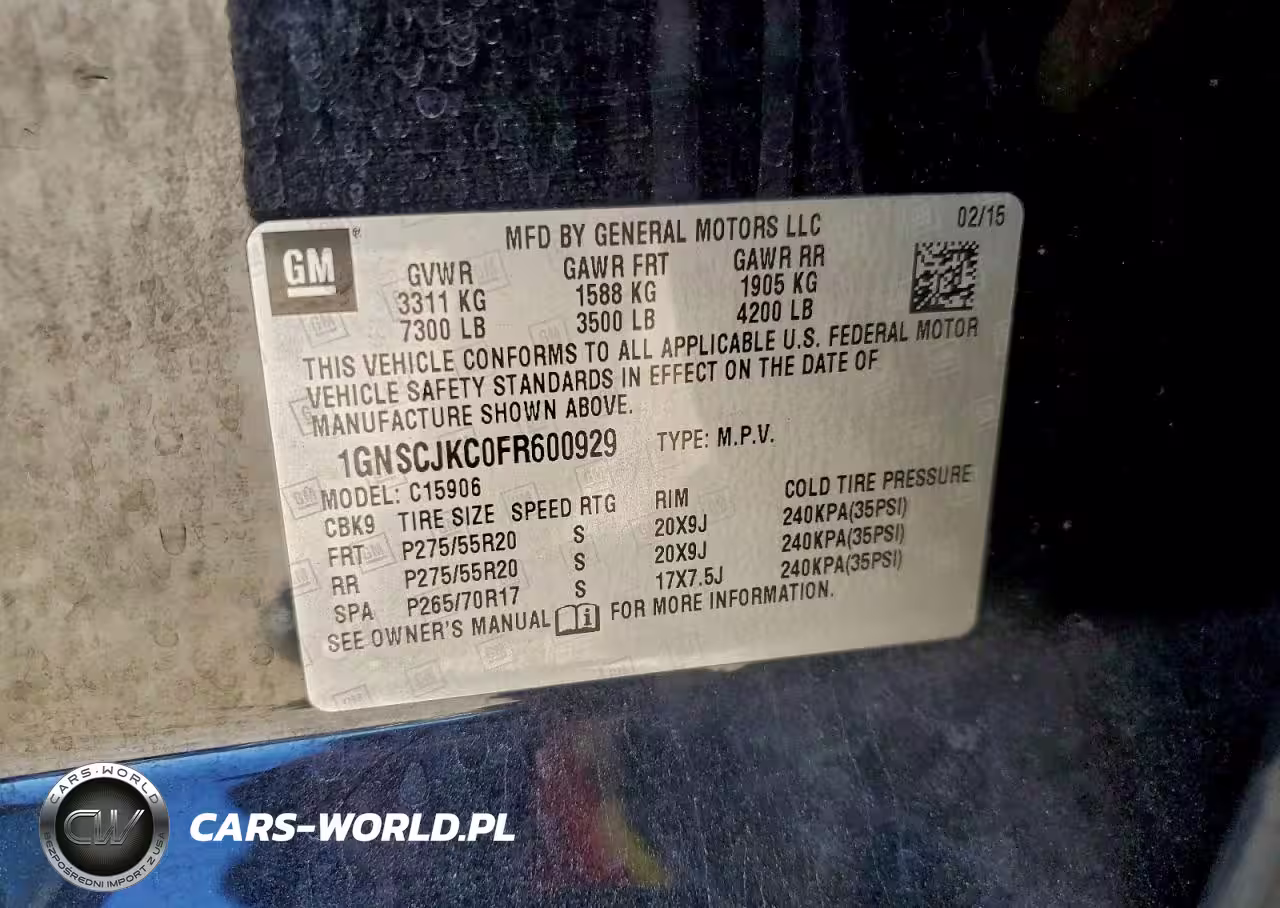 GM®
MFD BY GENERAL MOTORS LLC 02/15
GVWR GAWR FRT GAWR RR
3311 KG 1588 KG 1905 KG
7300 LB 3500 LB 4200 LB
THIS VEHICLE CONFORMS TO ALL APPLICABLE U.S. FEDERAL MOTOR
VEHICLE SAFETY STANDARDS IN EFFECT ON THE DATE OF
MANUFACTURE SHOWN ABOVE.
1GNSCJKC0FR600929 TYPE: M.P.V.
MODEL: C15906
CBK9 TIRE SIZE SPEED RTG RIM COLD TIRE PRESSURE
FRT P275/55R20 S 20X9J 240KPA(35PSI)
RR P275/55R20 S 20X9J 240KPA(35PSI)
SPA P265/70R17 S 17X7.5J 240KPA(35PSI)
SEE OWNER'S MANUAL i FOR MORE INFORMATION.
CARS-WORLD
CW
BEZPOŚREDNI IMPORT Z USA
CARS-WORLD.PL